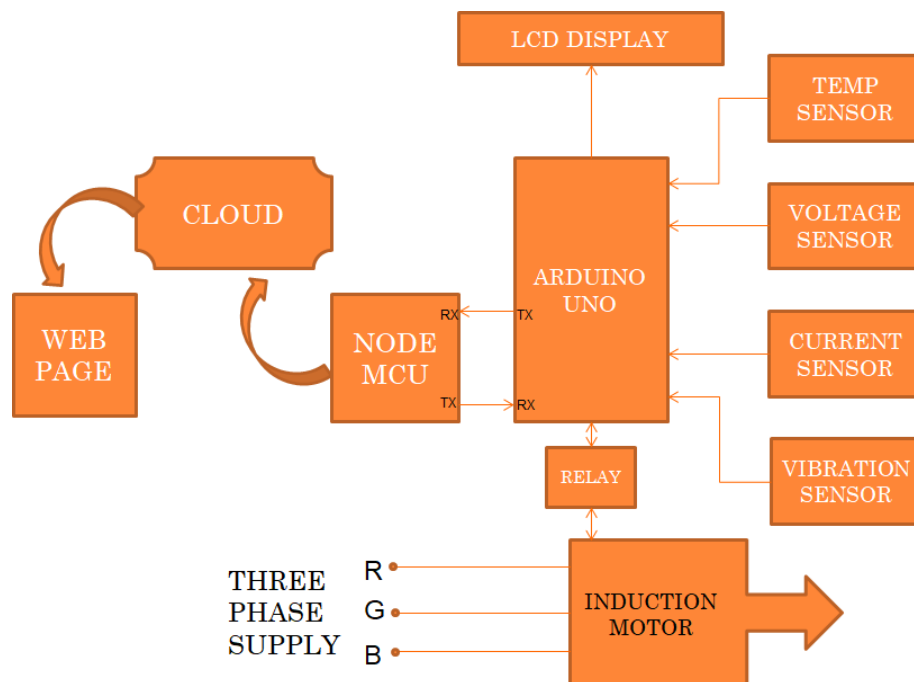 LCD DISPLAY
TEMP
SENSOR
CLOUD
VOLTAGE
SENSOR
ARDUINO
UNO
WEB
PAGE
RX
TX
NODE
MCU
TX
RX
CURRENT
SENSOR
RELAY
VIBRATION
SENSOR
THREE
PHASE
SUPPLY
R
G
B
INDUCTION
MOTOR